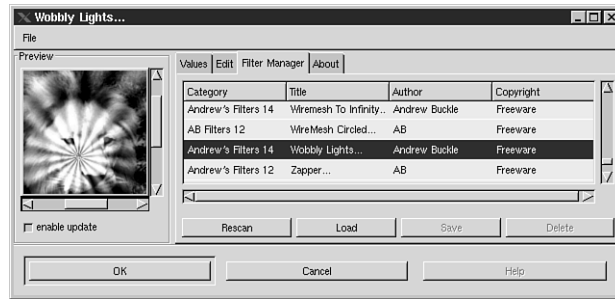 Wobbly Lights...
File
Preview
Values Edit Filter Manager About
Category Title Author Copyright
Andrew's Filters 14 Wiremesh To Infinity.. Andrew Buckle Freeware
AB Filters 12 WireMesh Circled... AB Freeware
Andrew's Filters 14 Wobbly Lights... Andrew Buckle Freeware
Andrew's Filters 12 Zapper... AB Freeware
enable update
Rescan Load Save Delete
OK Cancel Help